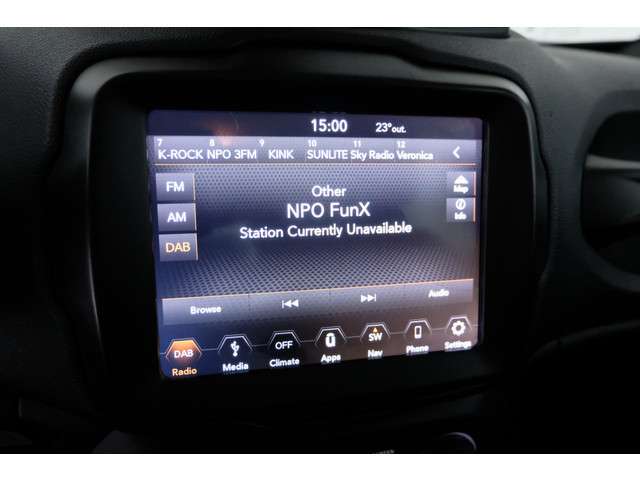 15:00 23°out.
7 8 9 10 11 12
K-ROCK NPO 3FM KINK SUNLITE Sky Radio Veronica
FM
Other
Map
AM
NPO FunX
Info
Station Currently Unavailable
DAB
Browse Audio
DAB OFF SW
Radio Media Climate Apps Nav Phone Settings